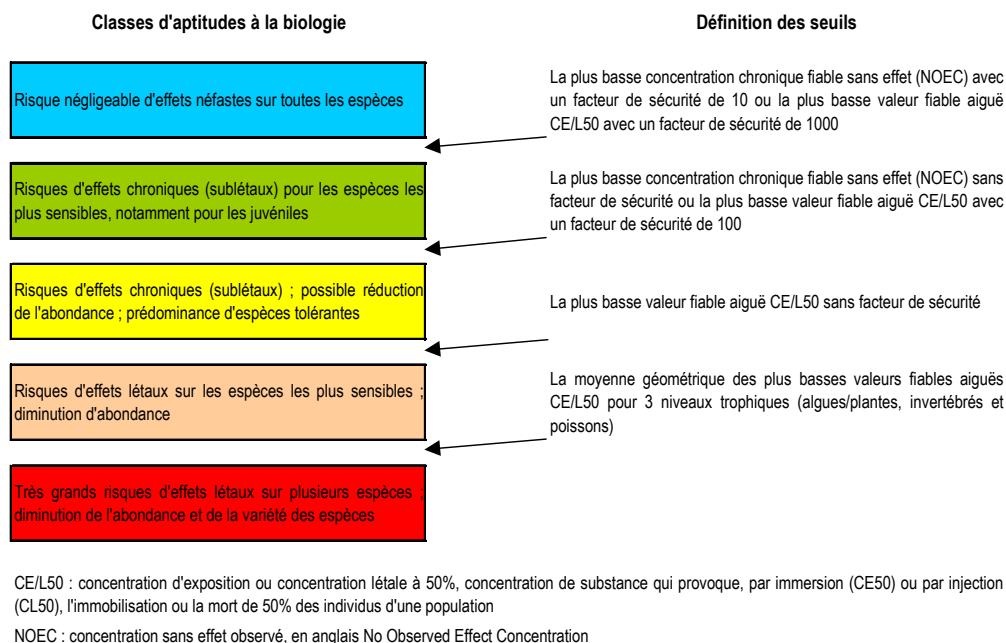 Classes d'aptitudes à la biologie
Définition des seuils
Risque négligeable d'effets néfastes sur toutes les espèces
La plus basse concentration chronique fiable sans effet (NOEC) avec
un facteur de sécurité de 10 ou la plus basse valeur fiable aiguë
CE/L50 avec un facteur de sécurité de 1000
Risques d'effets chroniques (sublétaux) pour les espèces les
plus sensibles, notamment pour les juvéniles
La plus basse concentration chronique fiable sans effet (NOEC) sans
facteur de sécurité ou la plus basse valeur fiable aiguë CE/L50 avec
un facteur de sécurité de 100
Risques d'effets chroniques (sublétaux) ; possible réduction
de l'abondance ; prédominance d'espèces tolérantes
La plus basse valeur fiable aiguë CE/L50 sans facteur de sécurité
Risques d'effets létaux sur les espèces les plus sensibles ;
diminution d'abondance
La moyenne géométrique des plus basses valeurs fiables aiguës
CE/L50 pour 3 niveaux trophiques (algues/plantes, invertébrés et
poissons)
Très grands risques d'effets létaux sur plusieurs espèces ;
diminution de l'abondance et de la variété des espèces
CE/L50 : concentration d'exposition ou concentration létale à 50%, concentration de substance qui provoque, par immersion (CE50) ou par injection
(CL50), l'immobilisation ou la mort de 50% des individus d'une population
NOEC : concentration sans effet observé, en anglais No Observed Effect Concentration